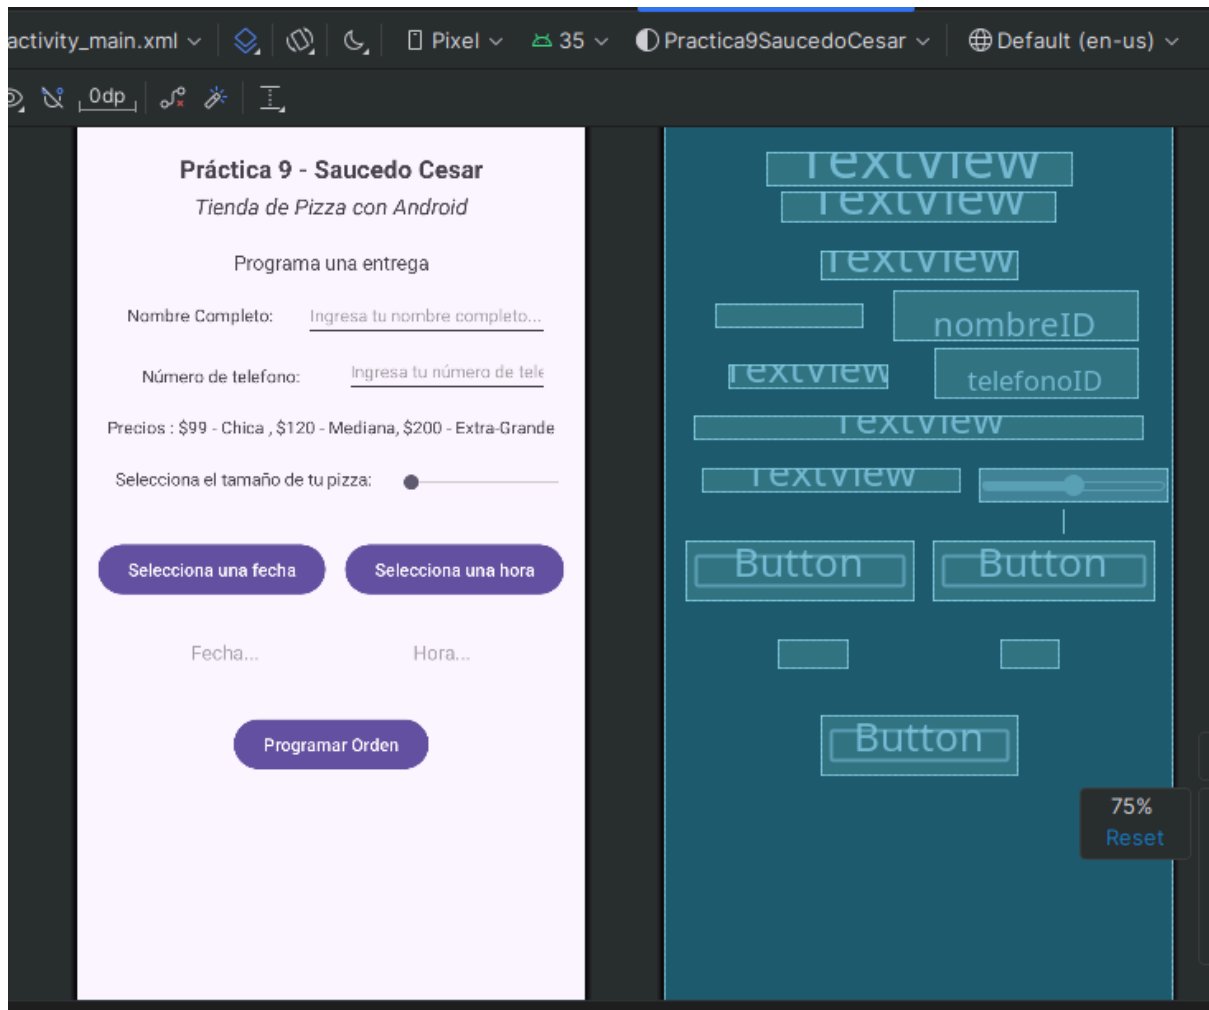 activity_main.xml Pixel 35 Practica9SaucedoCesar Default (en-us)
0dp
Práctica 9 - Saucedo Cesar
Tienda de Pizza con Android
Programa una entrega
Nombre Completo: Ingresa tu nombre completo...
Número de telefono: Ingresa tu número de tele
Precios : $99 - Chica , $120 - Mediana, $200 - Extra-Grande
Selecciona el tamaño de tu pizza:
Selecciona una fecha Selecciona una hora
Fecha... Hora...
Programar Orden
TextView
TextView
TextView
nombreID
TextView telefonoID
TextView
TextView
Button Button
Button
75%
Reset